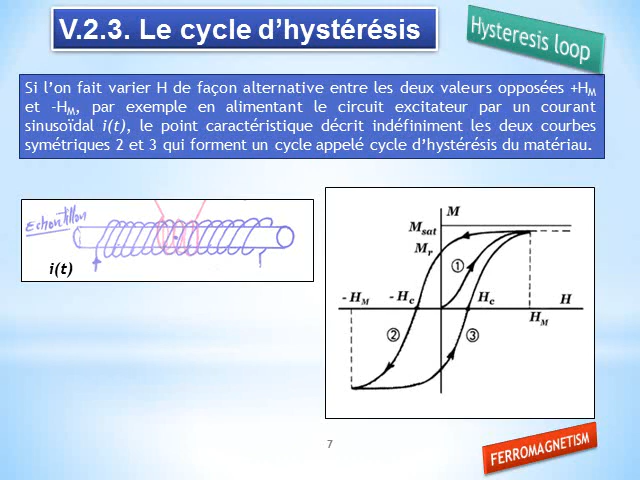 V.2.3. Le cycle d’hystérésis
Hysteresis loop
Si l’on fait varier H de façon alternative entre les deux valeurs opposées +HM
et -HM, par exemple en alimentant le circuit excitateur par un courant
sinusoïdal i(t), le point caractéristique décrit indéfiniment les deux courbes
symétriques 2 et 3 qui forment un cycle appelé cycle d’hystérésis du matériau.
Echantillon
i(t)
M
Msat
Mr
①
- HM
- Hc
Hc
H
HM
②
③
7
FERROMAGNETISM